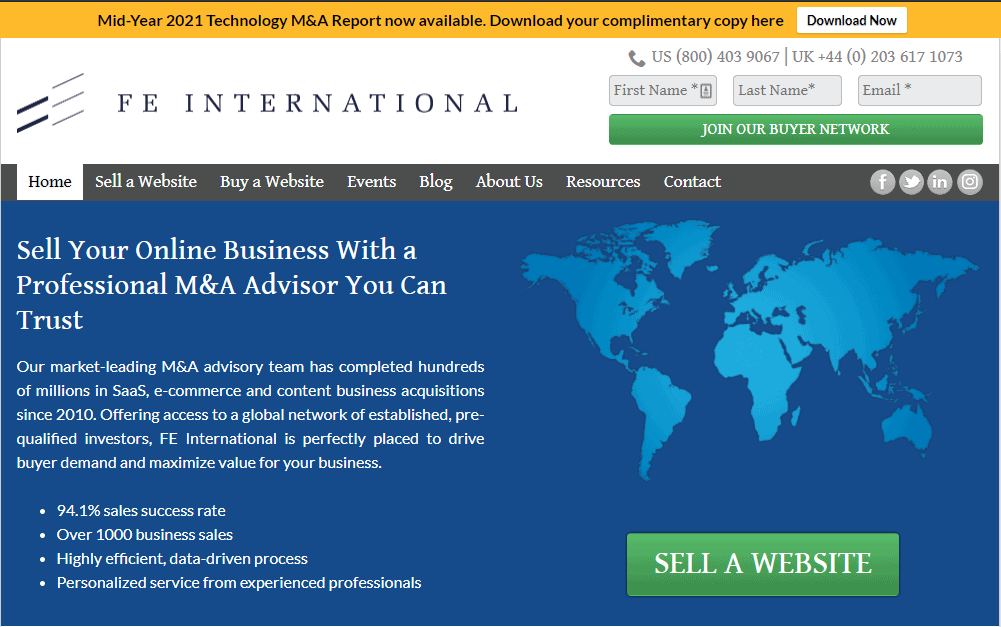 Mid-Year 2021 Technology M&A Report now available. Download your complimentary copy here
Download Now
US (800) 403 9067 | UK +44 (0) 203 617 1073
FE INTERNATIONAL
First Name *
Last Name*
Email *
JOIN OUR BUYER NETWORK
Home
Sell a Website
Buy a Website
Events
Blog
About Us
Resources
Contact
Sell Your Online Business With a
Professional M&A Advisor You Can
Trust
Our market-leading M&A advisory team has completed hundreds
of millions in SaaS, e-commerce and content business acquisitions
since 2010. Offering access to a global network of established, pre-
qualified investors, FE International is perfectly placed to drive
buyer demand and maximize value for your business.
• 94.1% sales success rate
• Over 1000 business sales
• Highly efficient, data-driven process
• Personalized service from experienced professionals
SELL A WEBSITE